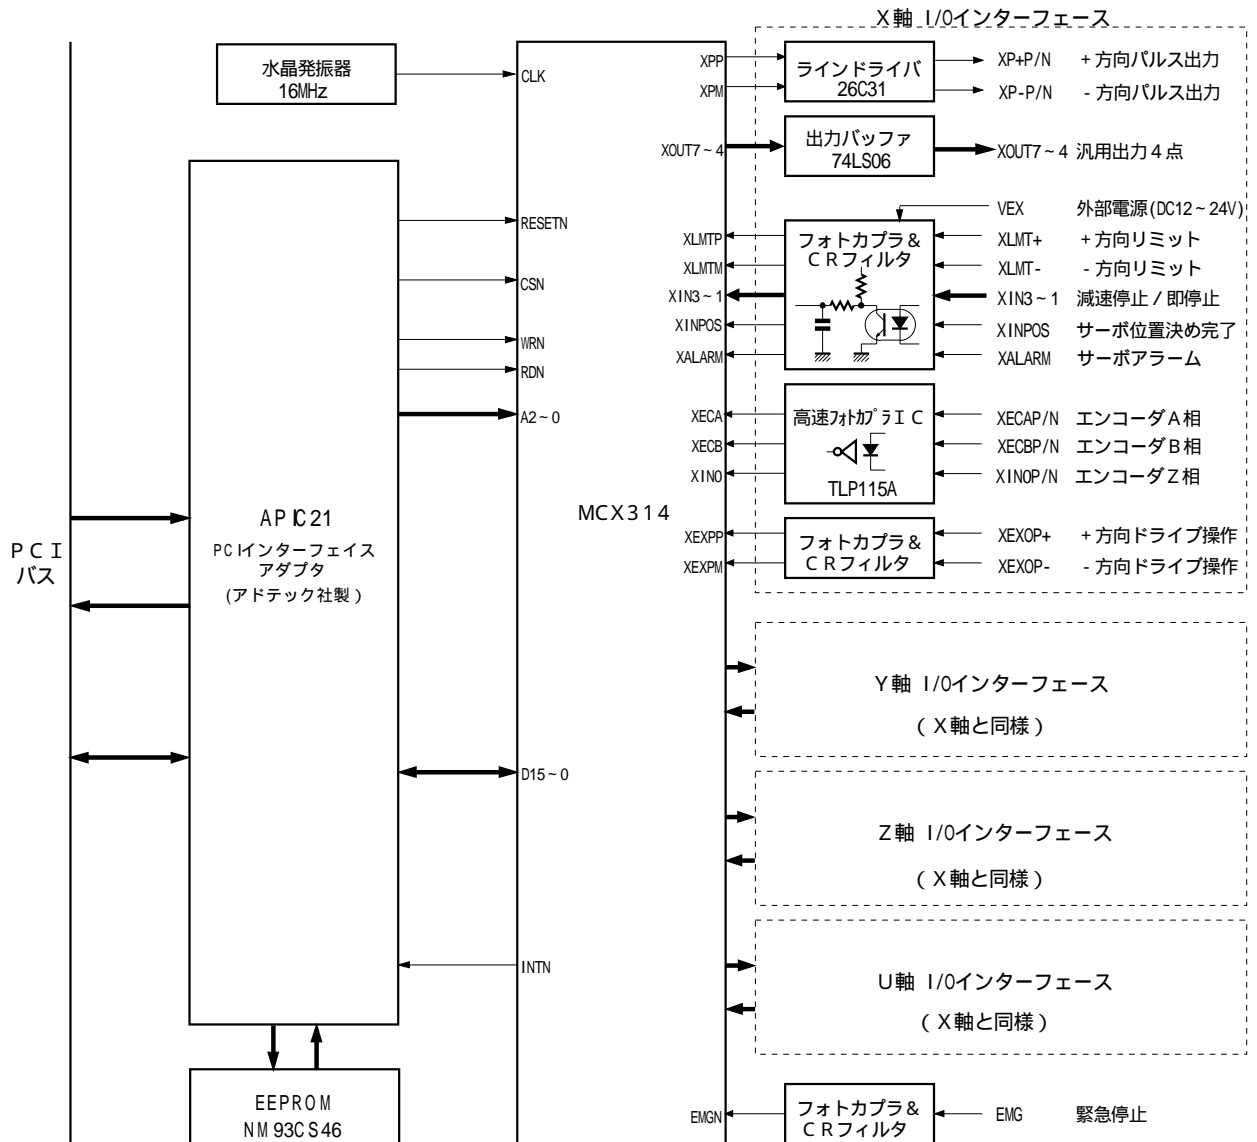 X軸 I/Oインターフェース
水晶発振器
16MHz
CLK
XPP
XPM
ラインドライバ
26C31
XP+P/N +方向パルス出力
XP-P/N -方向パルス出力
XOUT7~4
出力バッファ
74LS06
XOUT7~4 汎用出力4点
RESETN
CSN
WRN
RDN
A2~0
VEX 外部電源(DC12~24V)
XLMTP
XLMTM
XIN3~1
XINPOS
XALARM
フォトカプラ&
CRフィルタ
XLMT+ +方向リミット
XLMT- -方向リミット
XIN3~1 減速停止/即停止
XINPOS サーボ位置決め完了
XALARM サーボアラーム
XECA
XECB
XIN0
高速フォトカプラIC
TLP115A
XECAP/N エンコーダA相
XECBP/N エンコーダB相
XIN0P/N エンコーダZ相
PCI
バス
APIC21
PCIインターフェイス
アダプタ
(アドテック社製)
MCX314
XEXPP
XEXPM
フォトカプラ&
CRフィルタ
XEXOP+ +方向ドライブ操作
XEXOP- -方向ドライブ操作
Y軸 I/Oインターフェース
(X軸と同様)
D15~0
Z軸 I/Oインターフェース
(X軸と同様)
INTN
U軸 I/Oインターフェース
(X軸と同様)
EEPROM
NM93CS46
EMGN
フォトカプラ&
CRフィルタ
EMG 緊急停止